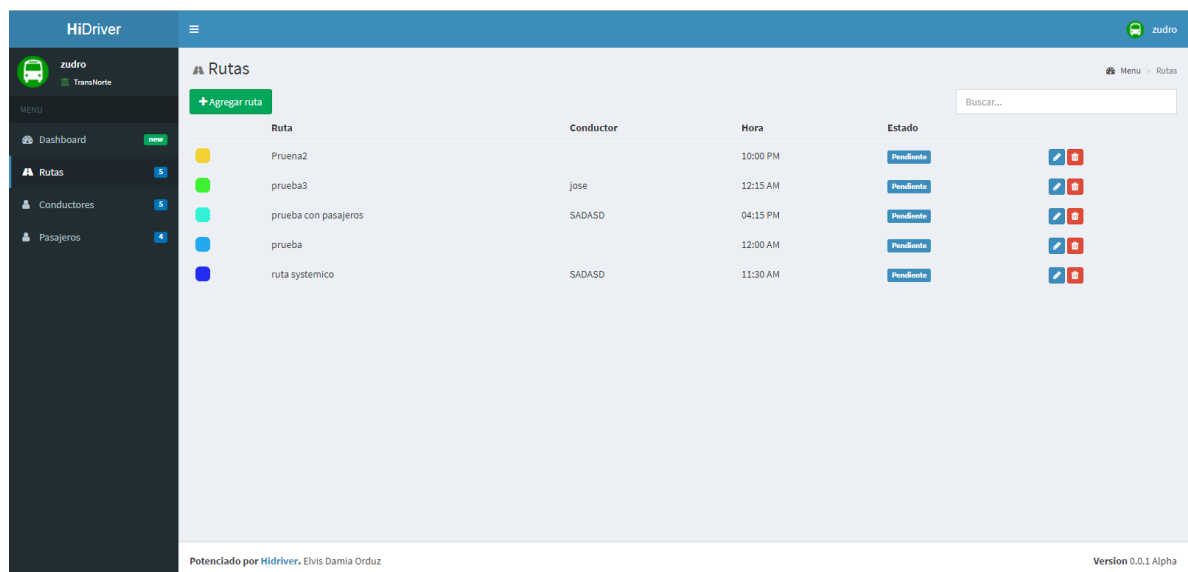 HiDriver
zudro
zudro
TransNorte
MENU
Dashboard new
Rutas 5
Conductores 5
Pasajeros 4
Rutas
Menu > Rutas
Agregar ruta
Buscar...
Ruta Conductor Hora Estado
Pruena2 10:00 PM Pendiente
prueba3 jose 12:15 AM Pendiente
prueba con pasajeros SADASD 04:15 PM Pendiente
prueba 12:00 AM Pendiente
ruta systemico SADASD 11:30 AM Pendiente
Potenciado por Hidriver. Elvis Damia Orduz
Version 0.0.1 Alpha